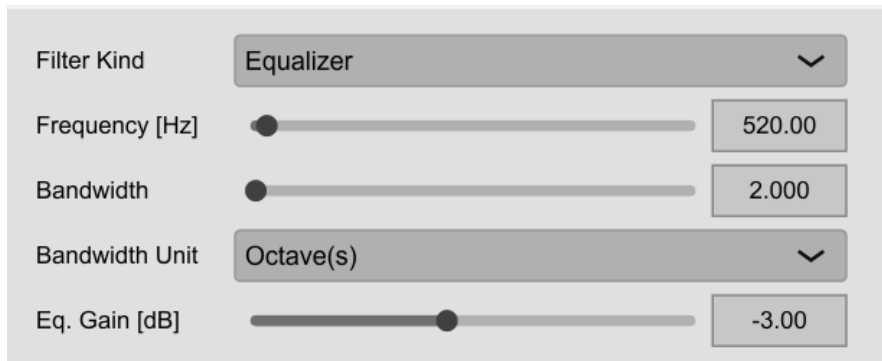 Filter Kind Equalizer
Frequency [Hz] 520.00
Bandwidth 2.000
Bandwidth Unit Octave(s)
Eq. Gain [dB] -3.00